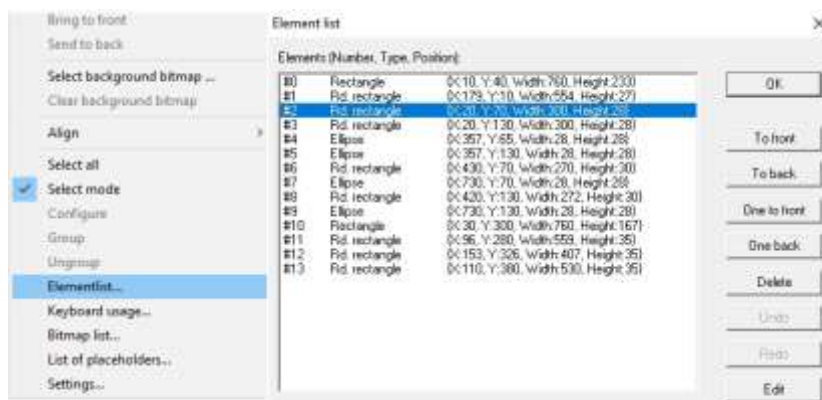 Bring to front
Send to back
Select background bitmap ...
Clear background bitmap
Align
Select all
Select mode
Configure
Group
Ungroup
Elementlist...
Keyboard usage...
Bitmap list...
List of placeholders...
Settings...
Element list
Elements (Number, Type, Position):
#0 Rectangle (X:10, Y:40, Width:760, Height:233)
#1 Rd. rectangle (X:179, Y:10, Width:554, Height:27)
#2 Rd. rectangle (X:20, Y:70, Width:300, Height:28)
#3 Rd. rectangle (X:20, Y:130, Width:300, Height:28)
#4 Ellipse (X:357, Y:65, Width:28, Height:28)
#5 Ellipse (X:357, Y:130, Width:28, Height:28)
#6 Rd. rectangle (X:430, Y:70, Width:270, Height:30)
#7 Ellipse (X:730, Y:70, Width:28, Height:28)
#8 Rd. rectangle (X:420, Y:130, Width:272, Height:30)
#9 Ellipse (X:730, Y:130, Width:28, Height:28)
#10 Rectangle (X:30, Y:300, Width:760, Height:167)
#11 Rd. rectangle (X:96, Y:280, Width:559, Height:35)
#12 Rd. rectangle (X:153, Y:326, Width:407, Height:35)
#13 Rd. rectangle (X:110, Y:380, Width:530, Height:35)
OK
To front
To back
One to front
One back
Delete
Undo
Redo
Edit